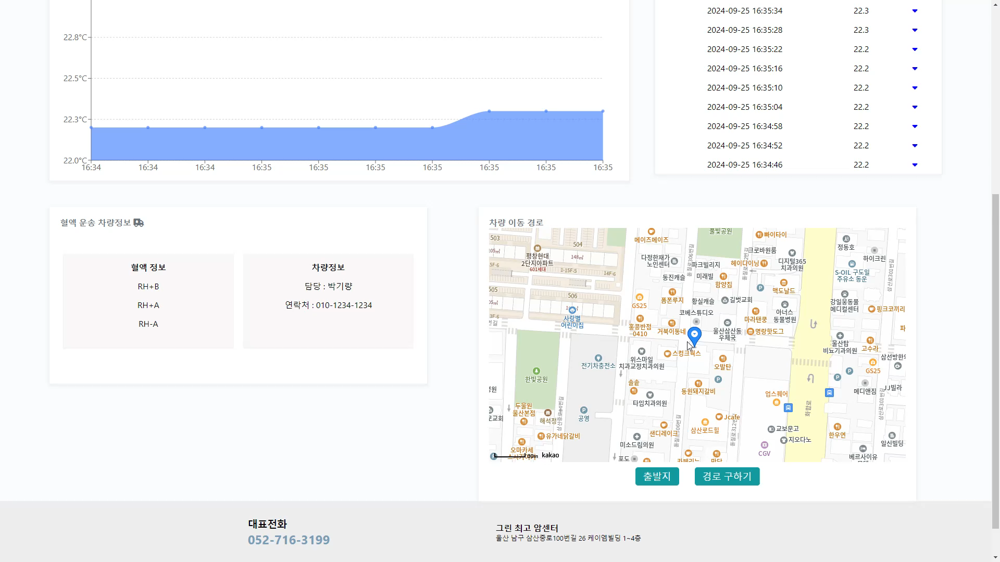 22.8°C
22.5°C
22.3°C
22.0°C
16:34 16:34 16:34 16:35 16:35 16:35 16:35 16:35 16:35 16:35
2024-09-25 16:35:34 22.3
2024-09-25 16:35:28 22.3
2024-09-25 16:35:22 22.2
2024-09-25 16:35:16 22.2
2024-09-25 16:35:10 22.2
2024-09-25 16:35:04 22.2
2024-09-25 16:34:58 22.2
2024-09-25 16:34:52 22.2
2024-09-25 16:34:46 22.2
혈액 운송 차량정보
혈액 정보
RH+B
RH+A
RH-A
차량정보
담당 : 박기량
연락처 : 010-1234-1234
차량 이동 경로
503
504
평창현대
2단지아파트
601세대
148㎡
1-15F-5
14F-6
505
506
사랑별
어린이집
메이즈메이즈
풀빛공원
빠이타이
정동호
하이크린
다정한재가
노인센터
파크빌리지
크로바원룸
헤이다이닝
디지털365
치과의원
S-OIL 구도일
주유소 동운
동진캐슬
미래빌
함양집
맥도날드
GS25
폼폰루지
황실캐슬
길벗교회
강일웅동물
메디컬센터
핑크코끼리
코베스튜디오
마라탠쿵
아너스
동물병원
홍콩반점
0410
거북이동네
울산삼산동
우체국
명랑핫도그
울산탑
비뇨기과의원
고수라
스컹크웍스
위스마일
치과교정치과의원
전기차충전소
오발탄
GS25
한빛공원
솔솥
동원돼지갈비
업스퀘어
메디앤짐
JJ빌라
타임치과의원
두울원
울산본점
해석정
공영
Jcafe
삼산로드힐
화합로
샌디레이크
교보문고
한우연
유가네닭갈비
지오다노
일신빌딩
미소드림의원
오마카세
CGV
베르사이유
포도
30m kakao
출발지 경로 구하기
대표전화
052-716-3199
그린 최고 암센터
울산 남구 삼산중로100번길 26 케이엠빌딩 1~4층